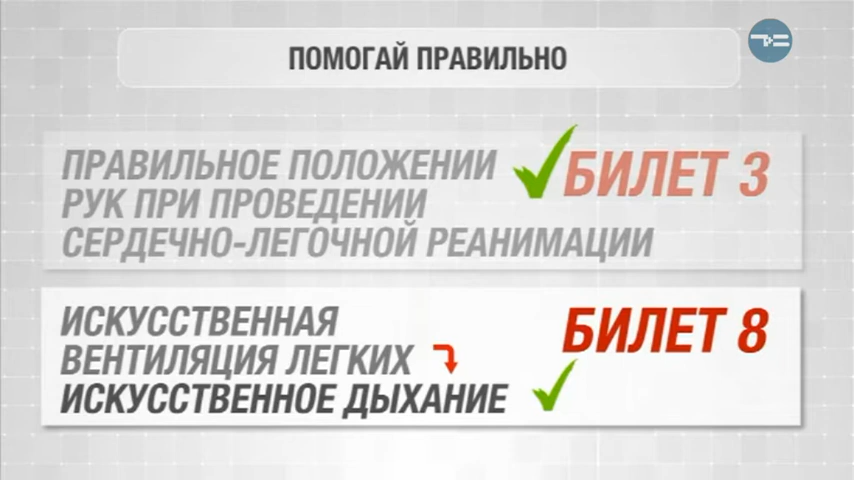 ПОМОГАЙ ПРАВИЛЬНО
ПРАВИЛЬНОЕ ПОЛОЖЕНИИ
РУК ПРИ ПРОВЕДЕНИИ
СЕРДЕЧНО-ЛЕГОЧНОЙ РЕАНИМАЦИИ
БИЛЕТ 3
ИСКУССТВЕННАЯ
ВЕНТИЛЯЦИЯ ЛЕГКИХ
ИСКУССТВЕННОЕ ДЫХАНИЕ
БИЛЕТ 8